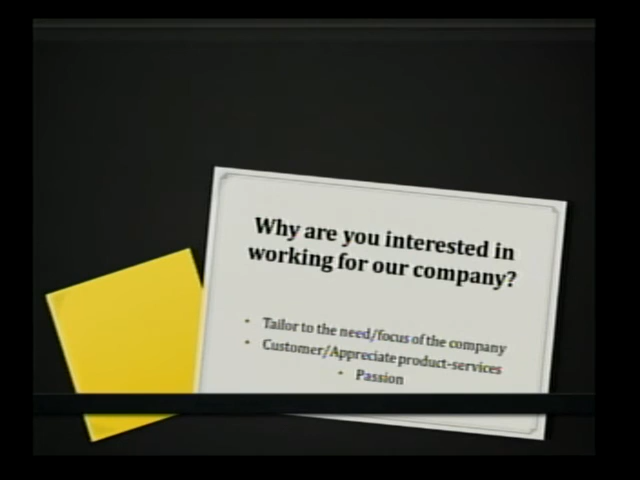 Why are you interested in
working for our company?
• Tailor to the need/focus of the company
• Customer/Appreciate product-services
• Passion